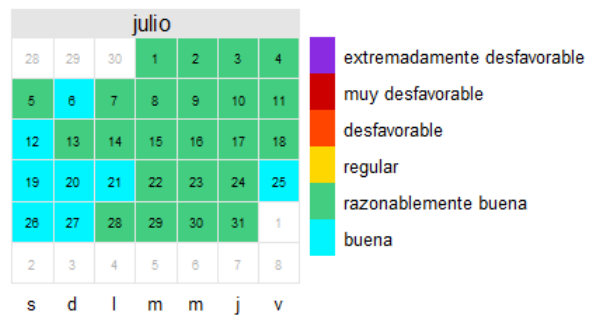 julio
28 29 30 1 2 3 4
5 6 7 8 9 10 11
12 13 14 15 16 17 18
19 20 21 22 23 24 25
26 27 28 29 30 31 1
2 3 4 5 6 7 8
s d l m m j v
extremadamente desfavorable
muy desfavorable
desfavorable
regular
razonablemente buena
buena